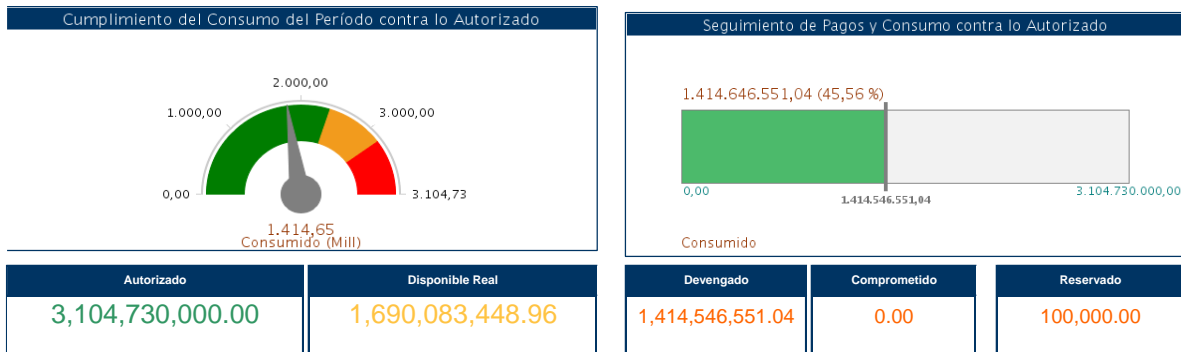 Cumplimiento del Consumo del Período contra lo Autorizado
2.000,00
1.000,00
3.000,00
0,00
3.104,73
1.414,65
Consumido (Mill)
Seguimiento de Pagos y Consumo contra lo Autorizado
1.414.646.551,04 (45,56 %)
0,00
3.104.730.000,00
1.414.546.551,04
Consumido
Autorizado
Disponible Real
3,104,730,000.00
1,690,083,448.96
Devengado
Comprometido
Reservado
1,414,546,551.04
0.00
100,000.00